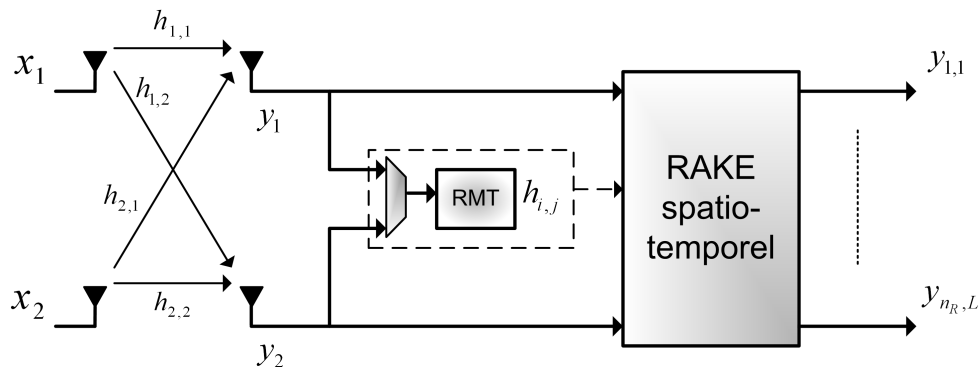 h1,1
x1
h1,2
y1
y1,1
RMT
hi,j
RAKE
spatio-
temporel
h2,1
x2
h2,2
y2
ynR,L